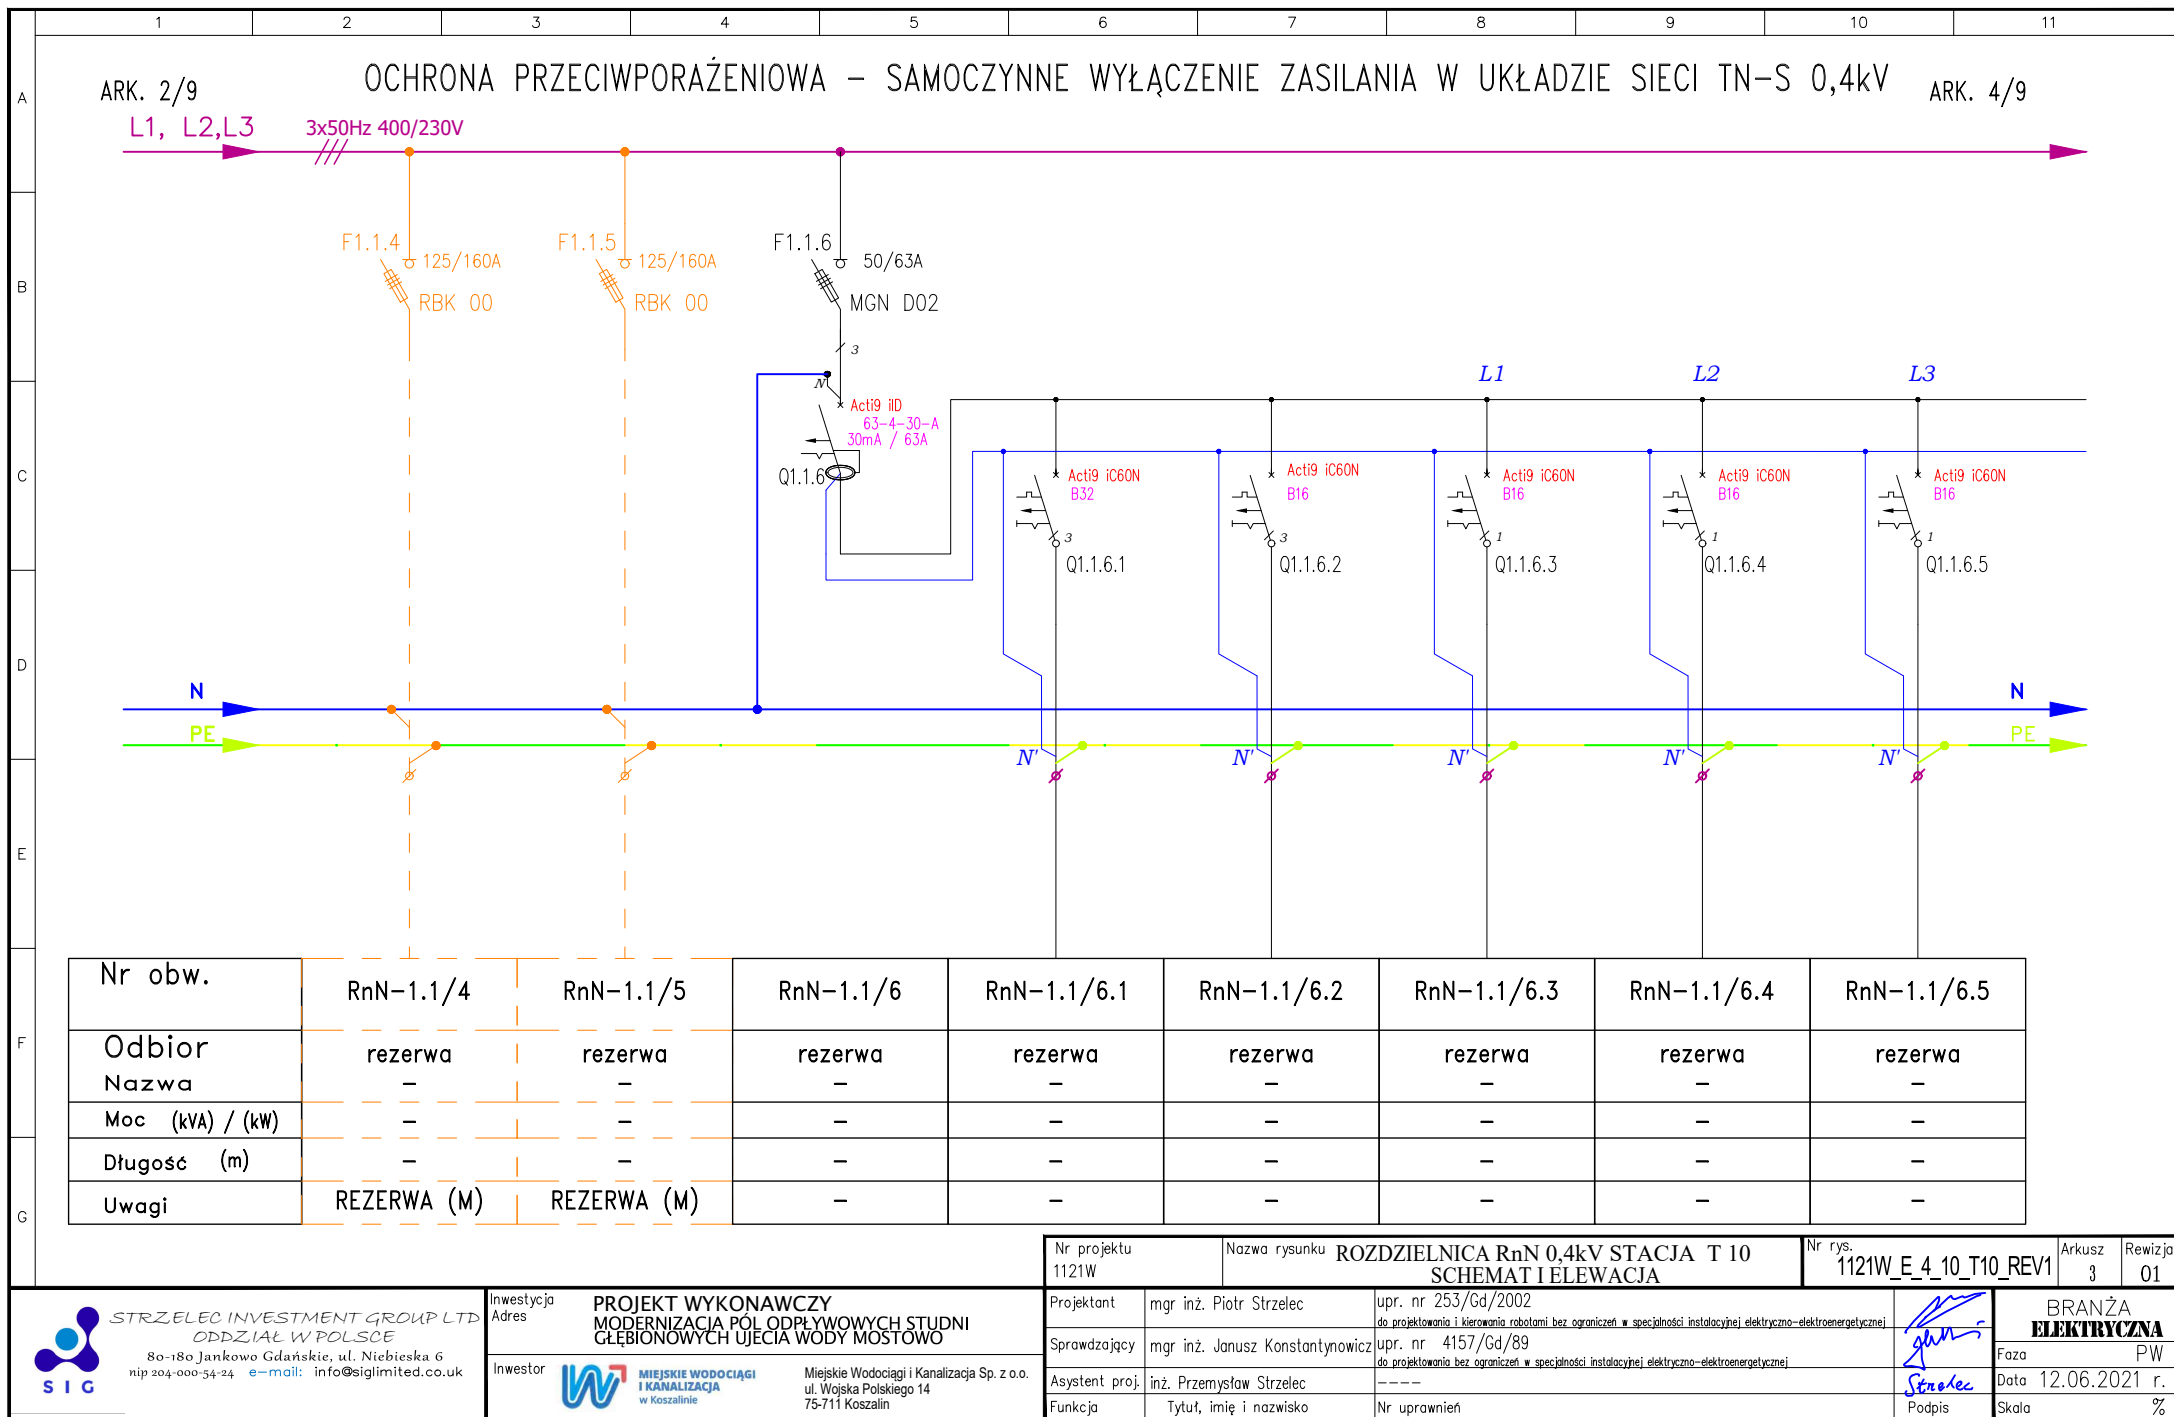 1 2 3 4 5 6 7 8 9 10 11
A
B
C
D
E
F
G
OCHRONA PRZECIWPORAŻENIOWA – SAMOCZYNNE WYŁĄCZENIE ZASILANIA W UKŁADZIE SIECI TN–S 0,4kV
ARK. 2/9
ARK. 4/9
L1, L2,L3
3x50Hz 400/230V
F1.1.4
125/160A
RBK 00
F1.1.5
125/160A
RBK 00
F1.1.6
50/63A
MGN D02
3
N
Acti9 iID
63–4–30–A
30mA / 63A
Q1.1.6
L1
L2
L3
Acti9 iC60N
B32
3
Q1.1.6.1
Acti9 iC60N
B16
3
Q1.1.6.2
Acti9 iC60N
B16
1
Q1.1.6.3
Acti9 iC60N
B16
1
Q1.1.6.4
Acti9 iC60N
B16
1
Q1.1.6.5
N
N
PE
PE
N'
N'
N'
N'
N'
Nr obw.
RnN–1.1/4 RnN–1.1/5 RnN–1.1/6 RnN–1.1/6.1 RnN–1.1/6.2 RnN–1.1/6.3 RnN–1.1/6.4 RnN–1.1/6.5
Odbior
rezerwa rezerwa rezerwa rezerwa rezerwa rezerwa rezerwa rezerwa
Nazwa – – – – – – – –
Moc (kVA) / (kW) – – – – – – – –
Długość (m) – – – – – – – –
Uwagi REZERWA (M) REZERWA (M) – – – – – –
Nr projektu
1121W
Nazwa rysunku
ROZDZIELNICA RnN 0,4kV STACJA T 10
SCHEMAT I ELEWACJA
Nr rys.
1121W_E_4_10_T10_REV1
Arkusz
3
Rewizja
01
SIG
STRZELEC INVESTMENT GROUP LTD
ODDZIAŁ W POLSCE
80-180 Jankowo Gdańskie, ul. Niebieska 6
nip 204-000-54-24 e-mail: info@siglimited.co.uk
Inwestycja
Adres
PROJEKT WYKONAWCZY
MODERNIZACJA PÓL ODPŁYWOWYCH STUDNI
GŁĘBIONOWYCH UJECIA WODY MOSTOWO
Inwestor
MIEJSKIE WODOCIĄGI
I KANALIZACJA
w Koszalinie
Miejskie Wodociągi i Kanalizacja Sp. z o.o.
ul. Wojska Polskiego 14
75-711 Koszalin
Projektant
mgr inż. Piotr Strzelec
upr. nr 253/Gd/2002
do projektowania i kierowania robotami bez ograniczeń w specjalności instalacyjnej elektryczno–elektroenergetycznej
Sprawdzający
mgr inż. Janusz Konstantynowicz
upr. nr 4157/Gd/89
do projektowania bez ograniczeń w specjalności instalacyjnej elektryczno–elektroenergetycznej
Asystent proj.
inż. Przemysław Strzelec
––––
Strzelec
Funkcja
Tytuł, imię i nazwisko
Nr uprawnień
Podpis
BRANŻA
ELEKTRYCZNA
Faza PW
Data 12.06.2021 r.
Skala %